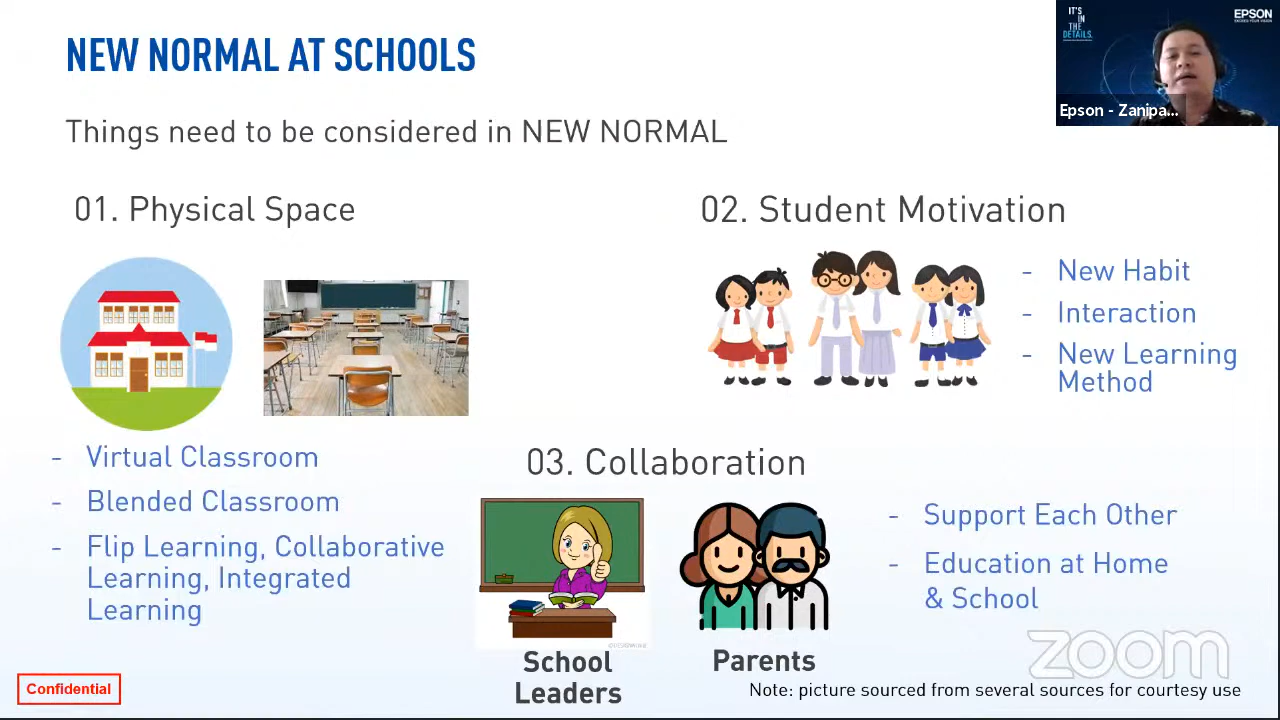 NEW NORMAL AT SCHOOLS
IT'S
IN
THE
DETAILS.
EPSON
EXCEED YOUR VISION
Epson - Zanipa...
Things need to be considered in NEW NORMAL
01. Physical Space
- Virtual Classroom
- Blended Classroom
- Flip Learning, Collaborative
Learning, Integrated
Learning
02. Student Motivation
- New Habit
- Interaction
- New Learning
Method
03. Collaboration
School
Leaders
Parents
- Support Each Other
- Education at Home
& School
zoom
Confidential
Note: picture sourced from several sources for courtesy use